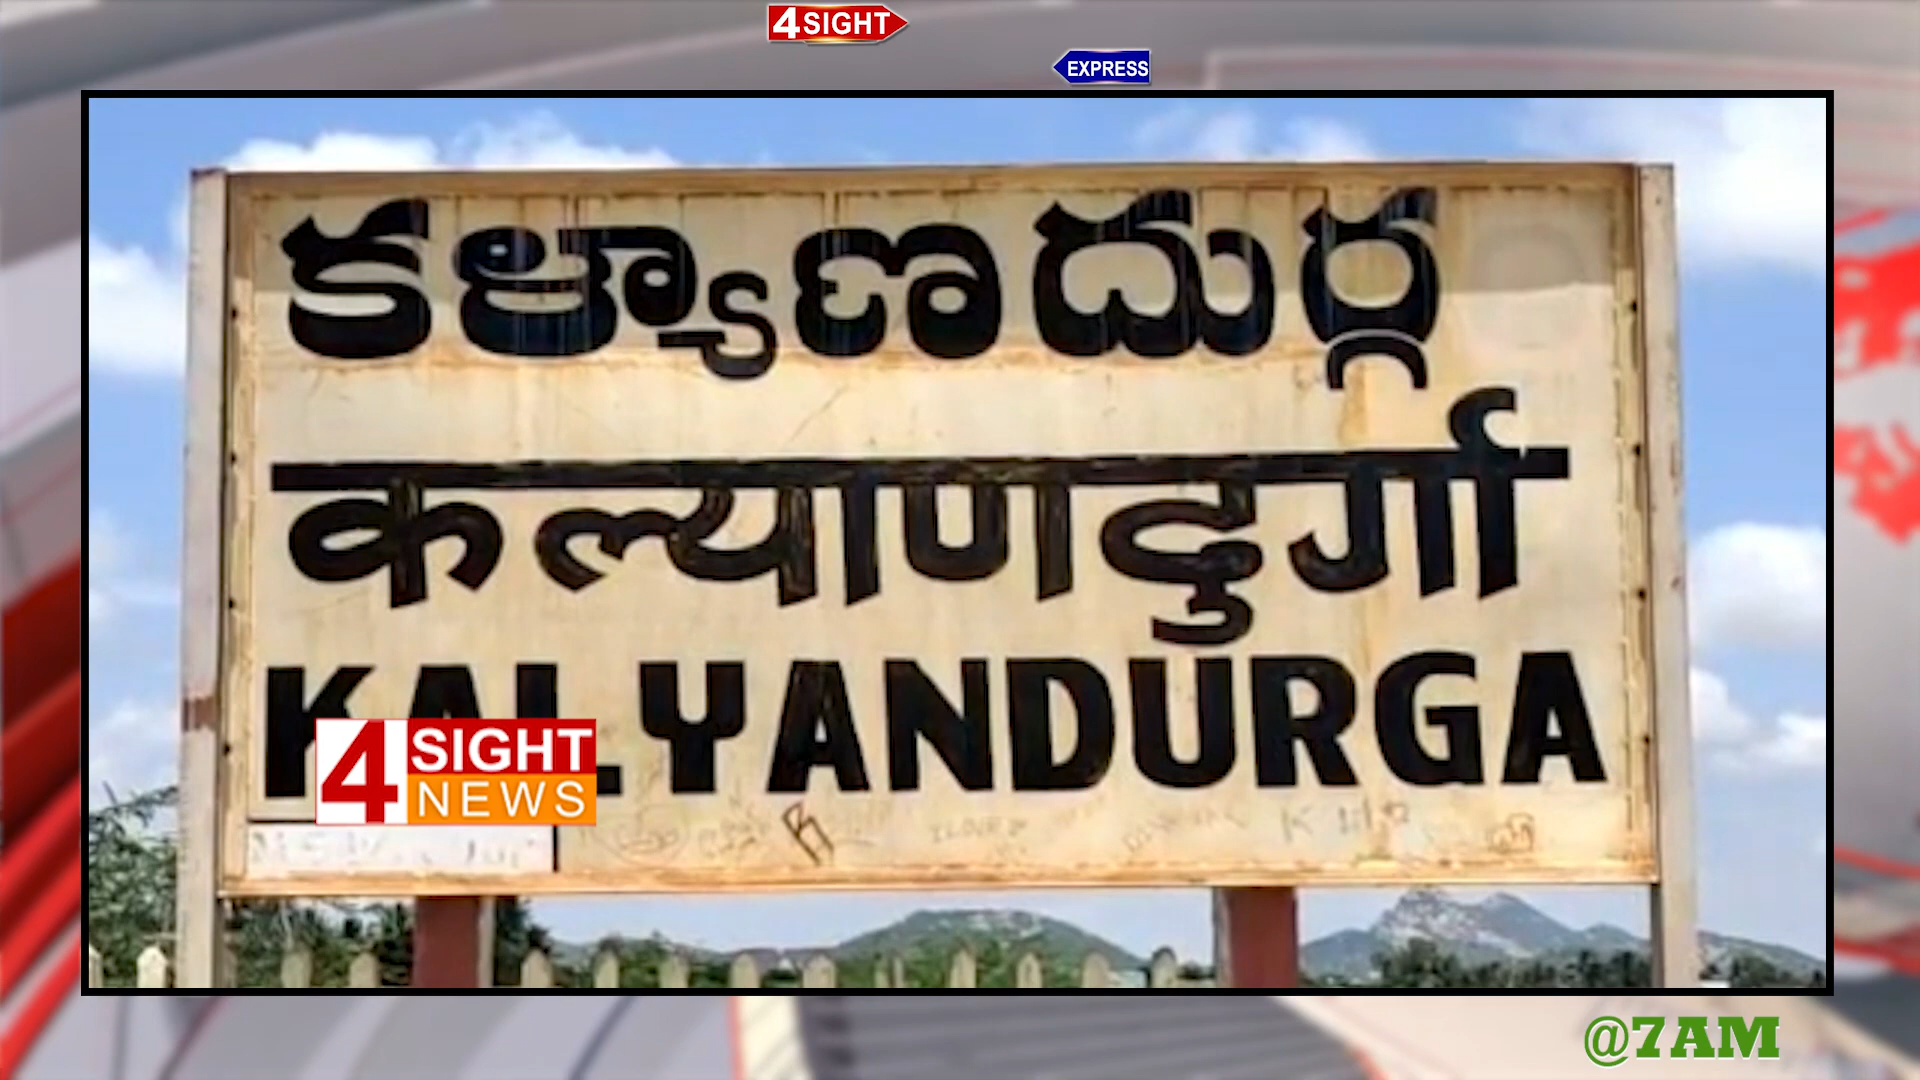 4SIGHT
EXPRESS
కళ్యాణదుర్గ
कल्याणदुर्गा
KALYANDURGA
4 SIGHT NEWS
@7AM